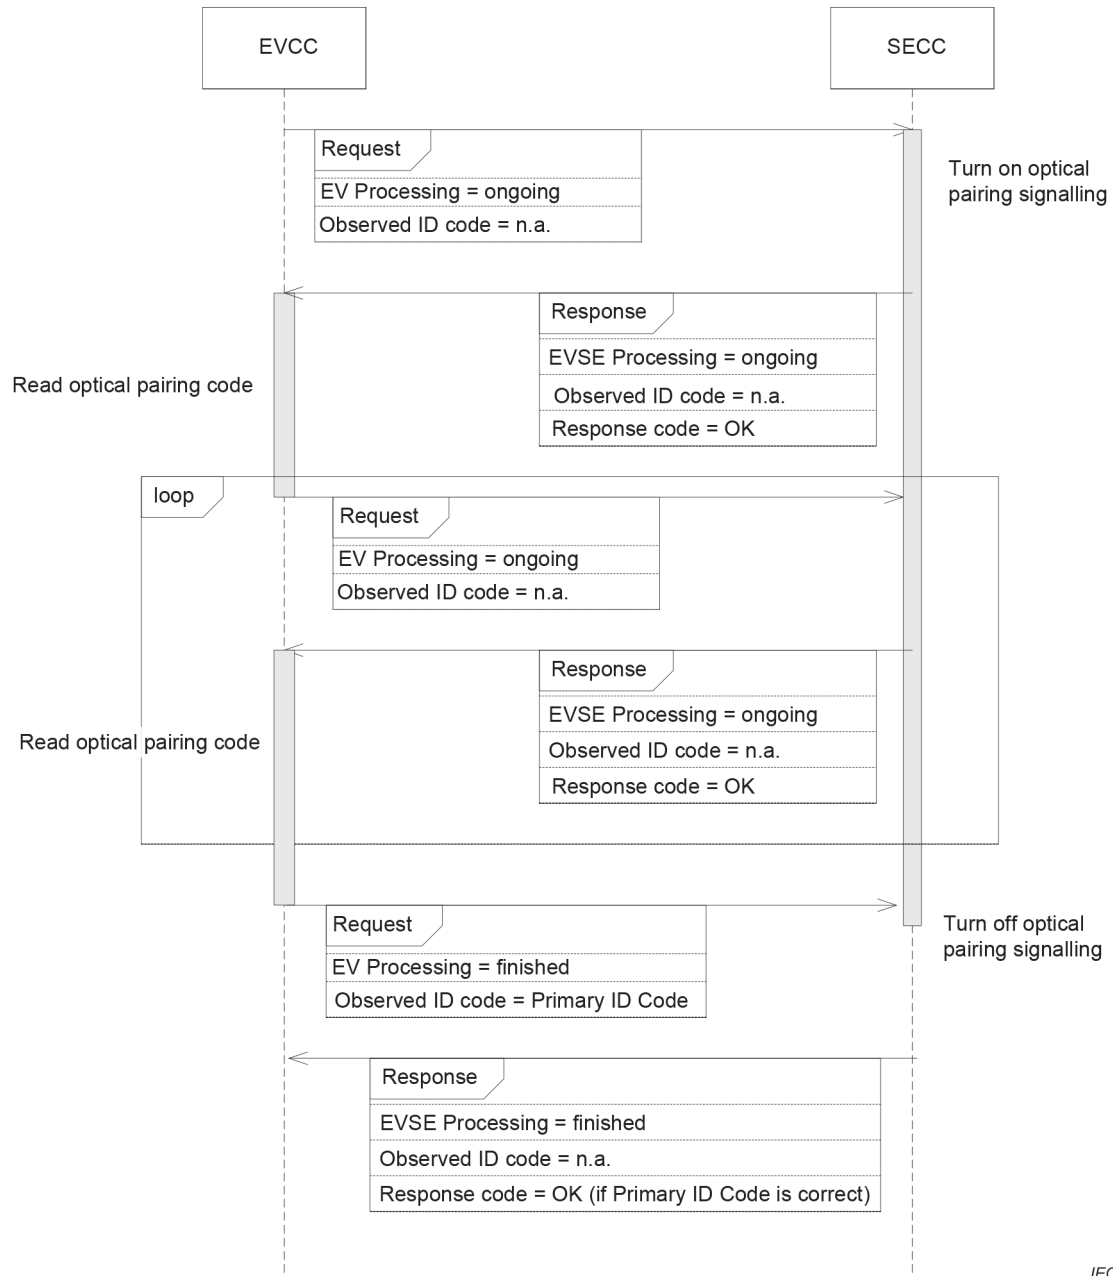 EVCC
SECC
Request
EV Processing = ongoing
Observed ID code = n.a.
Turn on optical
pairing signalling
Response
EVSE Processing = ongoing
Observed ID code = n.a.
Response code = OK
Read optical pairing code
loop
Request
EV Processing = ongoing
Observed ID code = n.a.
Response
EVSE Processing = ongoing
Observed ID code = n.a.
Response code = OK
Read optical pairing code
Request
EV Processing = finished
Observed ID code = Primary ID Code
Turn off optical
pairing signalling
Response
EVSE Processing = finished
Observed ID code = n.a.
Response code = OK (if Primary ID Code is correct)
IEC